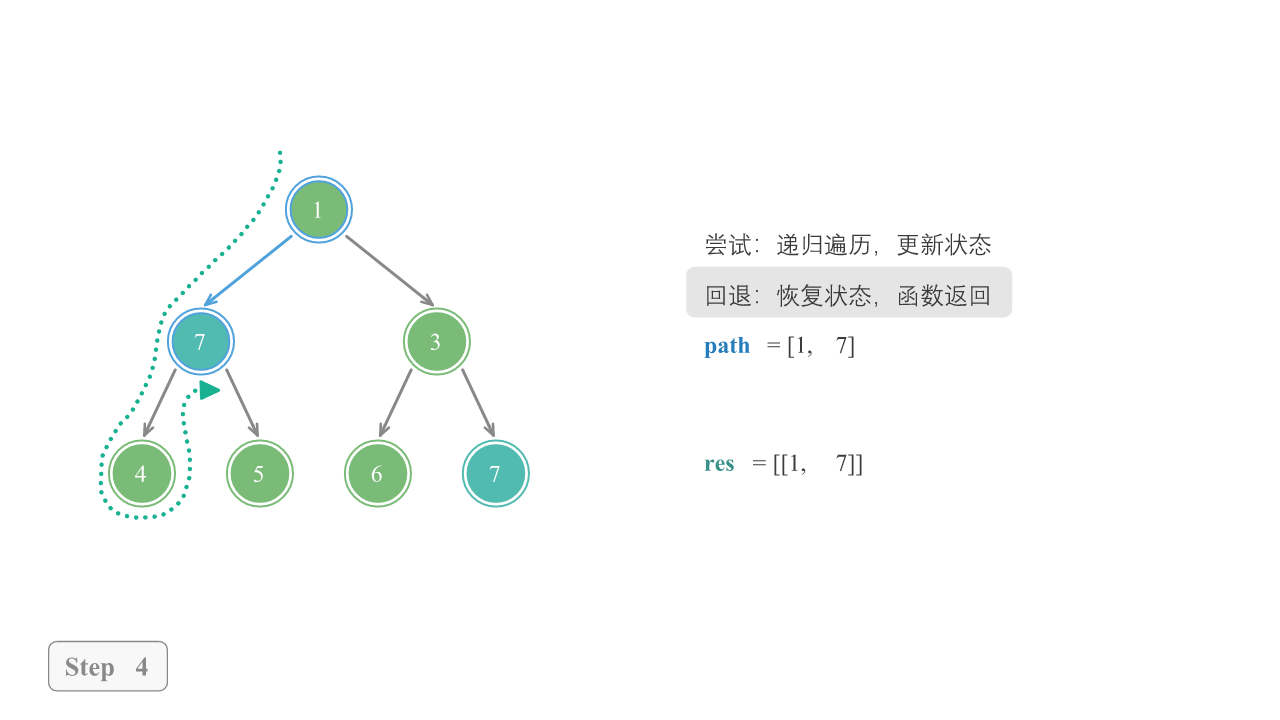 1
尝试：递归遍历，更新状态
回退：恢复状态，函数返回
7
3
path = [1, 7]
4
5
6
7
res = [[1, 7]]
Step 4